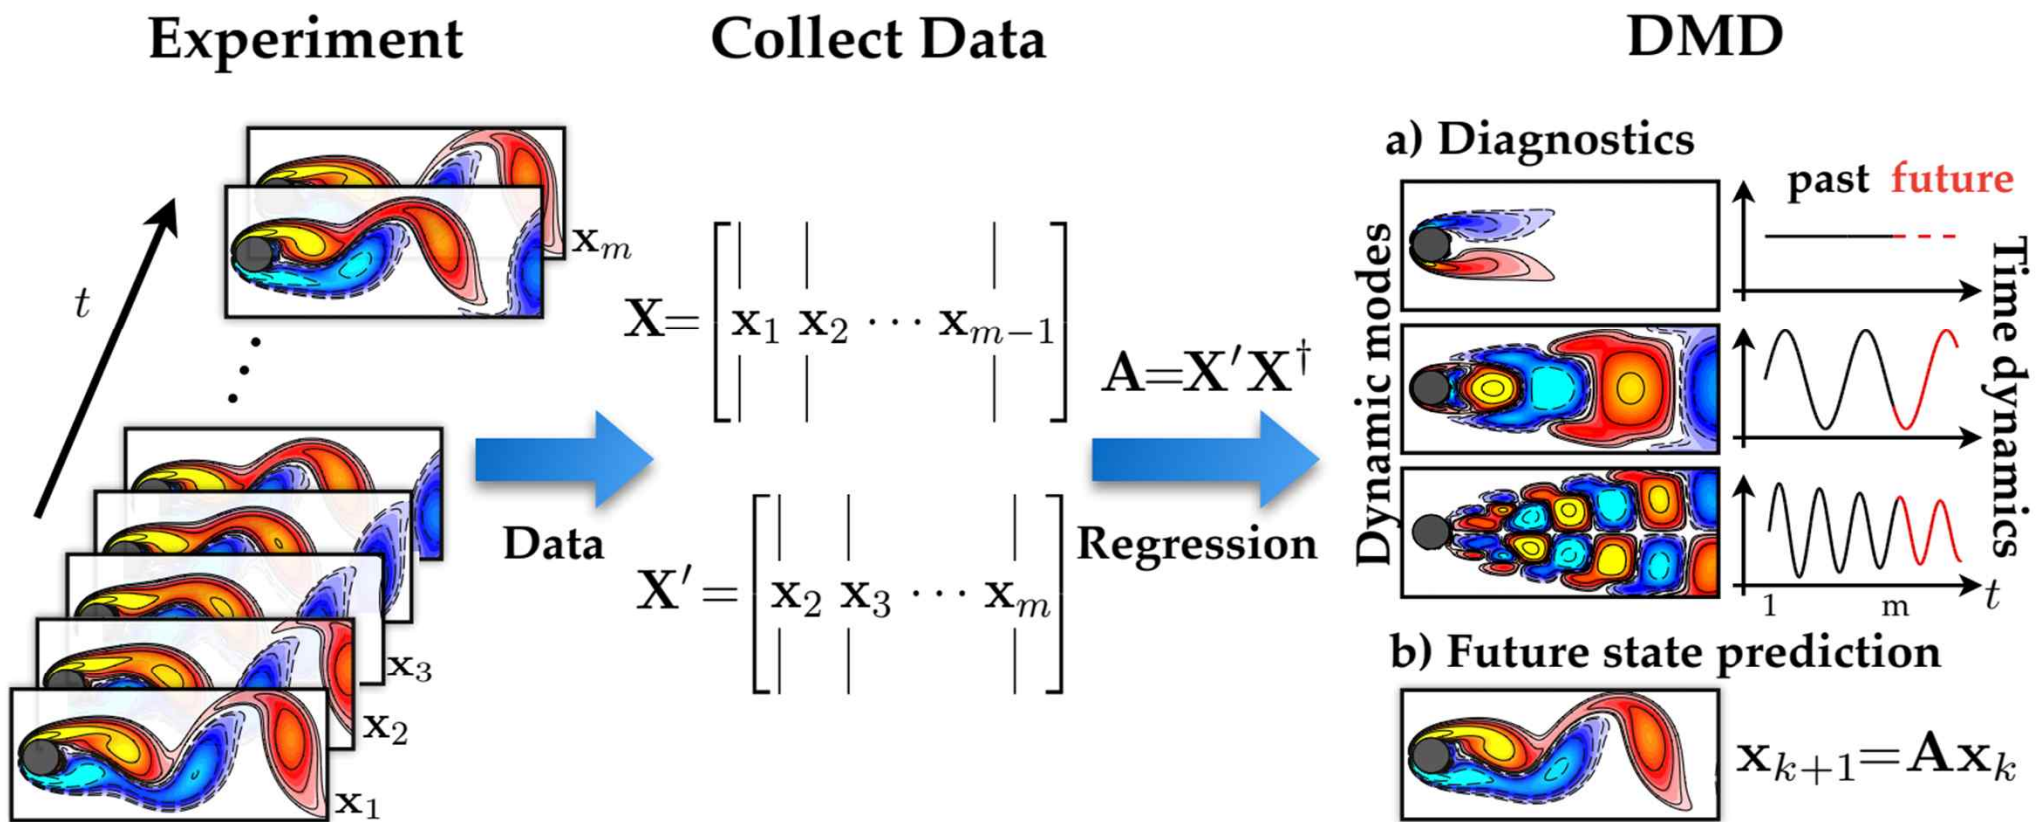 Experiment
Collect Data
DMD
t
x_m
⋮
x_3
x_2
x_1
Data
X=[x_1 x_2 ⋯ x_{m−1}]
X′=[x_2 x_3 ⋯ x_m]
A=X′X†
Regression
a) Diagnostics
Dynamic modes
past future
Time dynamics
1 m t
b) Future state prediction
x_{k+1}=Ax_k